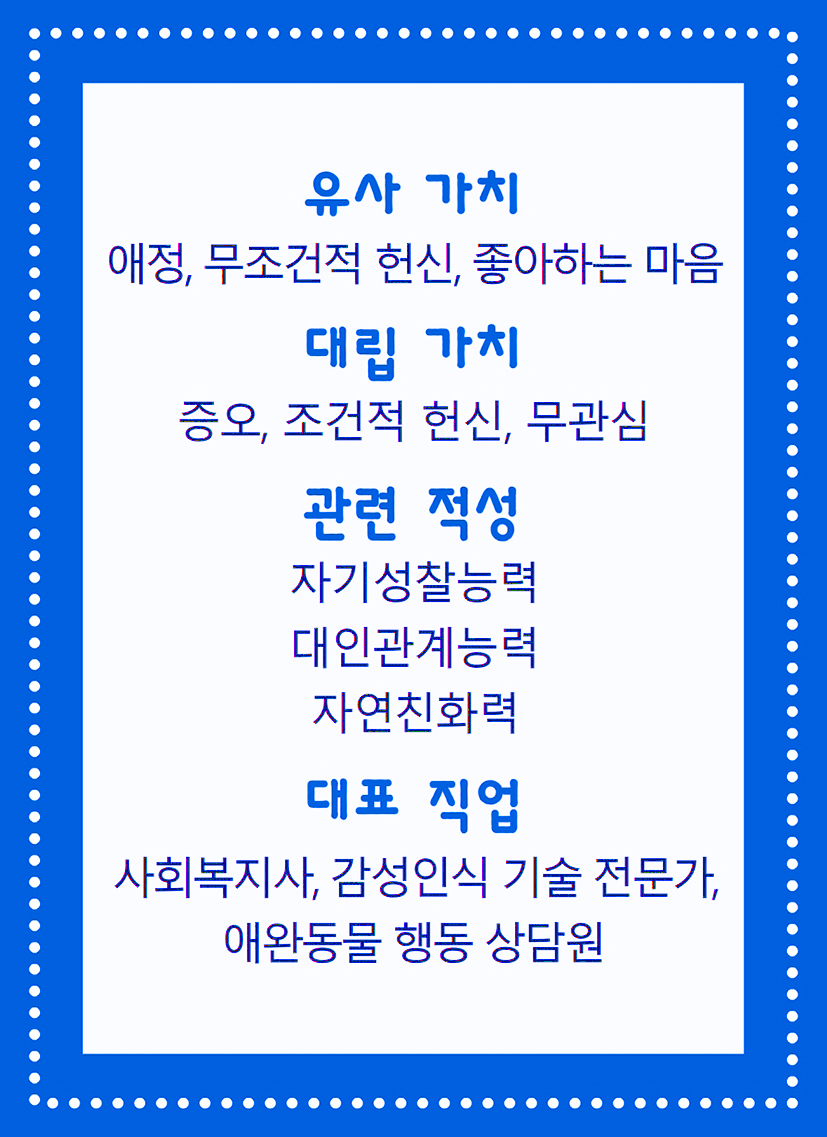 유사 가치
애정, 무조건적 헌신, 좋아하는 마음
대립 가치
증오, 조건적 헌신, 무관심
관련 적성
자기성찰능력
대인관계능력
자연친화력
대표 직업
사회복지사, 감성인식 기술 전문가,
애완동물 행동 상담원